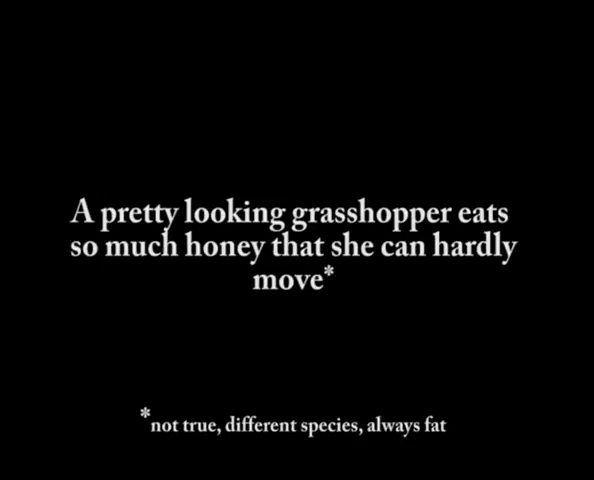 A pretty looking grasshopper eats
so much honey that she can hardly
move*
*not true, different species, always fat